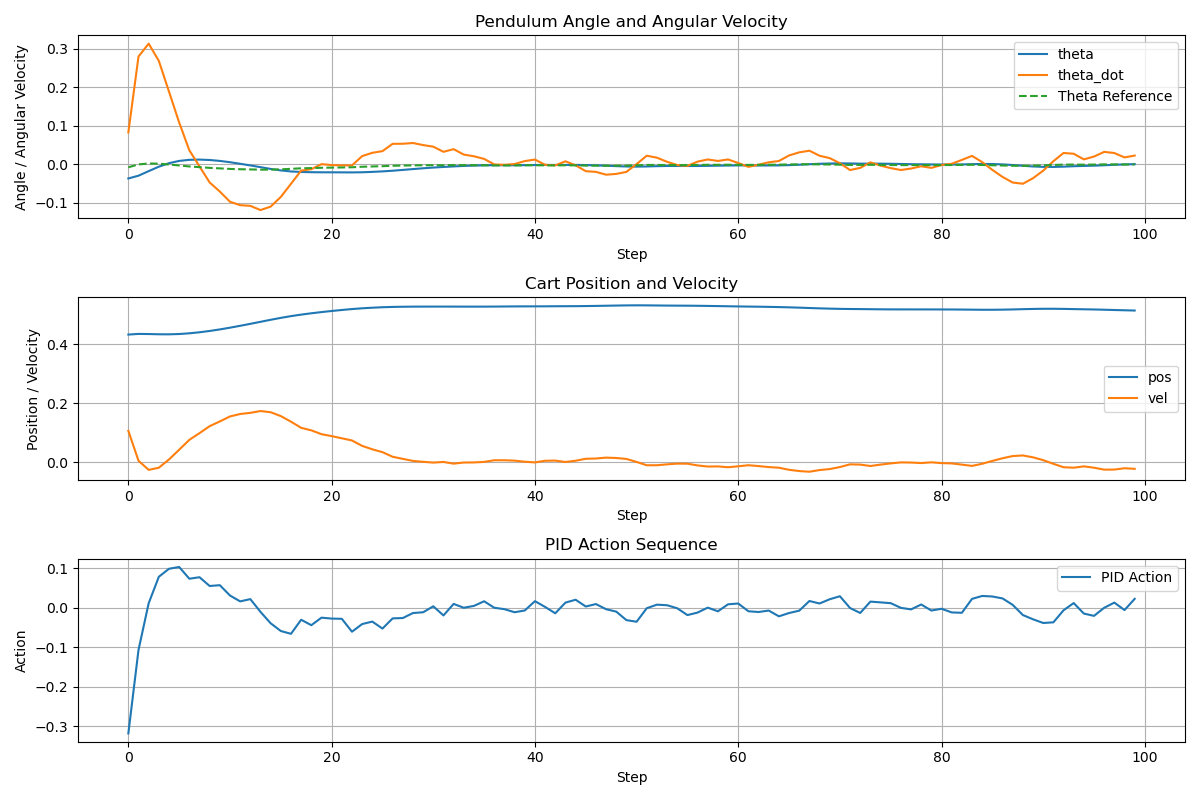 Pendulum Angle and Angular Velocity
Angle / Angular Velocity
0.3
0.2
0.1
0.0
−0.1
theta
theta_dot
Theta Reference
0 20 40 60 80 100
Step
Cart Position and Velocity
Position / Velocity
0.4
0.2
0.0
pos
vel
0 20 40 60 80 100
Step
PID Action Sequence
Action
0.1
0.0
−0.1
−0.2
−0.3
PID Action
0 20 40 60 80 100
Step